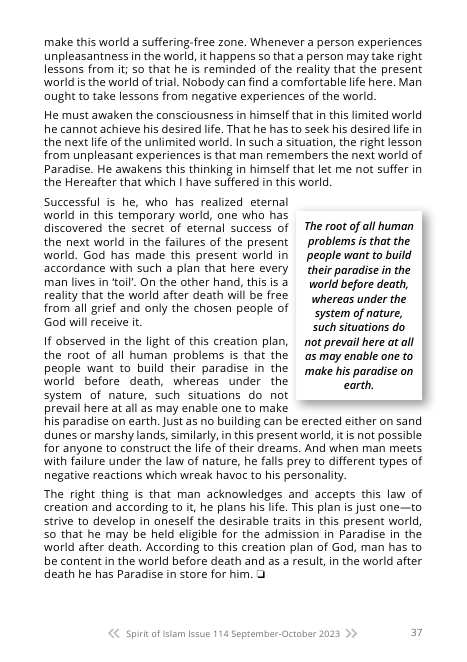 make this world a suffering-free zone. Whenever a person experiences
unpleasantness in the world, it happens so that a person may take right
lessons from it; so that he is reminded of the reality that the present
world is the world of trial. Nobody can find a comfortable life here. Man
ought to take lessons from negative experiences of the world.
He must awaken the consciousness in himself that in this limited world
he cannot achieve his desired life. That he has to seek his desired life in
the next life of the unlimited world. In such a situation, the right lesson
from unpleasant experiences is that man remembers the next world of
Paradise. He awakens this thinking in himself that let me not suffer in
the Hereafter that which I have suffered in this world.
Successful is he, who has realized eternal
world in this temporary world, one who has
discovered the secret of eternal success of
the next world in the failures of the present
world. God has made this present world in
accordance with such a plan that here every
man lives in ‘toil’. On the other hand, this is a
reality that the world after death will be free
from all grief and only the chosen people of
God will receive it.
If observed in the light of this creation plan,
the root of all human problems is that the
people want to build their paradise in the
world before death, whereas under the
system of nature, such situations do not
prevail here at all as may enable one to make
his paradise on earth. Just as no building can be erected either on sand
dunes or marshy lands, similarly, in this present world, it is not possible
for anyone to construct the life of their dreams. And when man meets
with failure under the law of nature, he falls prey to different types of
negative reactions which wreak havoc to his personality.
The right thing is that man acknowledges and accepts this law of
creation and according to it, he plans his life. This plan is just one—to
strive to develop in oneself the desirable traits in this present world,
so that he may be held eligible for the admission in Paradise in the
world after death. According to this creation plan of God, man has to
be content in the world before death and as a result, in the world after
death he has Paradise in store for him. ❏
The root of all human
problems is that the
people want to build
their paradise in the
world before death,
whereas under the
system of nature,
such situations do
not prevail here at all
as may enable one to
make his paradise on
earth.
Spirit of Islam Issue 114 September-October 2023
37